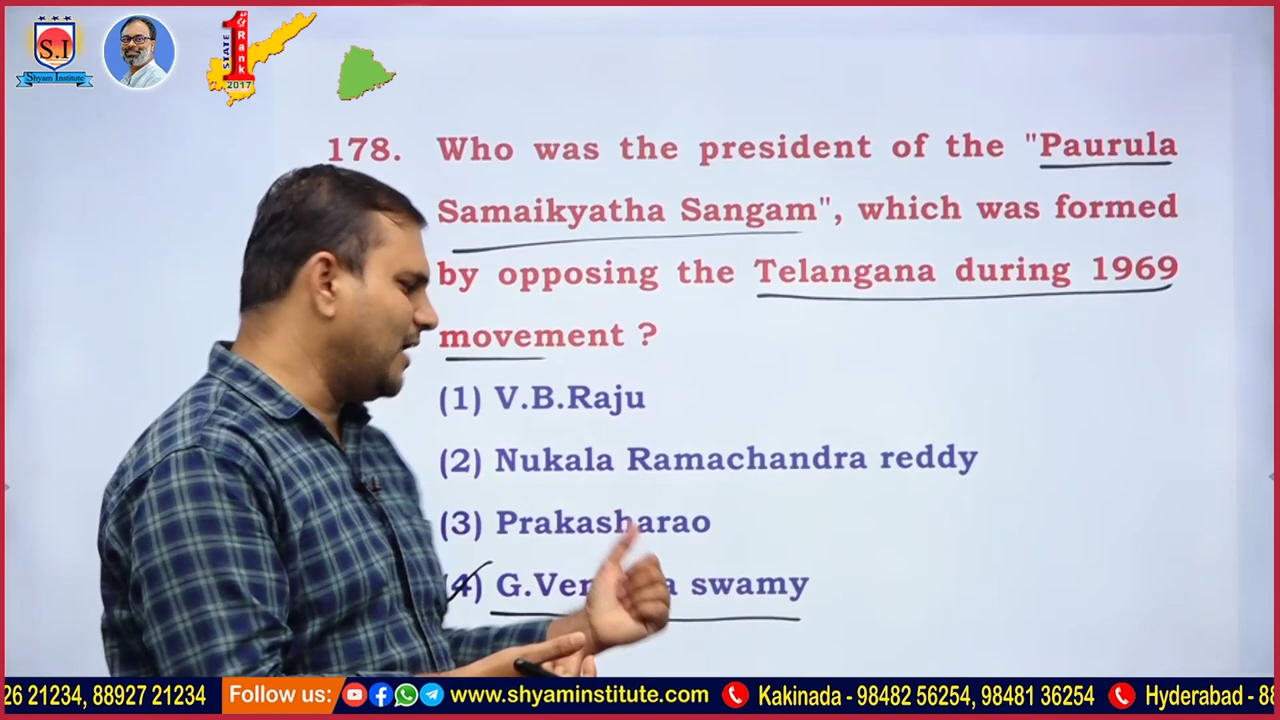 S.I
Shyam Institute
STATE
1
Rank
2017
178. Who was the president of the "Paurula
Samaikyatha Sangam", which was formed
by opposing the Telangana during 1969
movement ?
(1) V.B.Raju
(2) Nukala Ramachandra reddy
(3) Prakasharao
(4) G. swamy
26 21234, 88927 21234
Follow us:
www.shyaminstitute.com
Kakinada - 98482 56254, 98481 36254
Hyderabad - 88